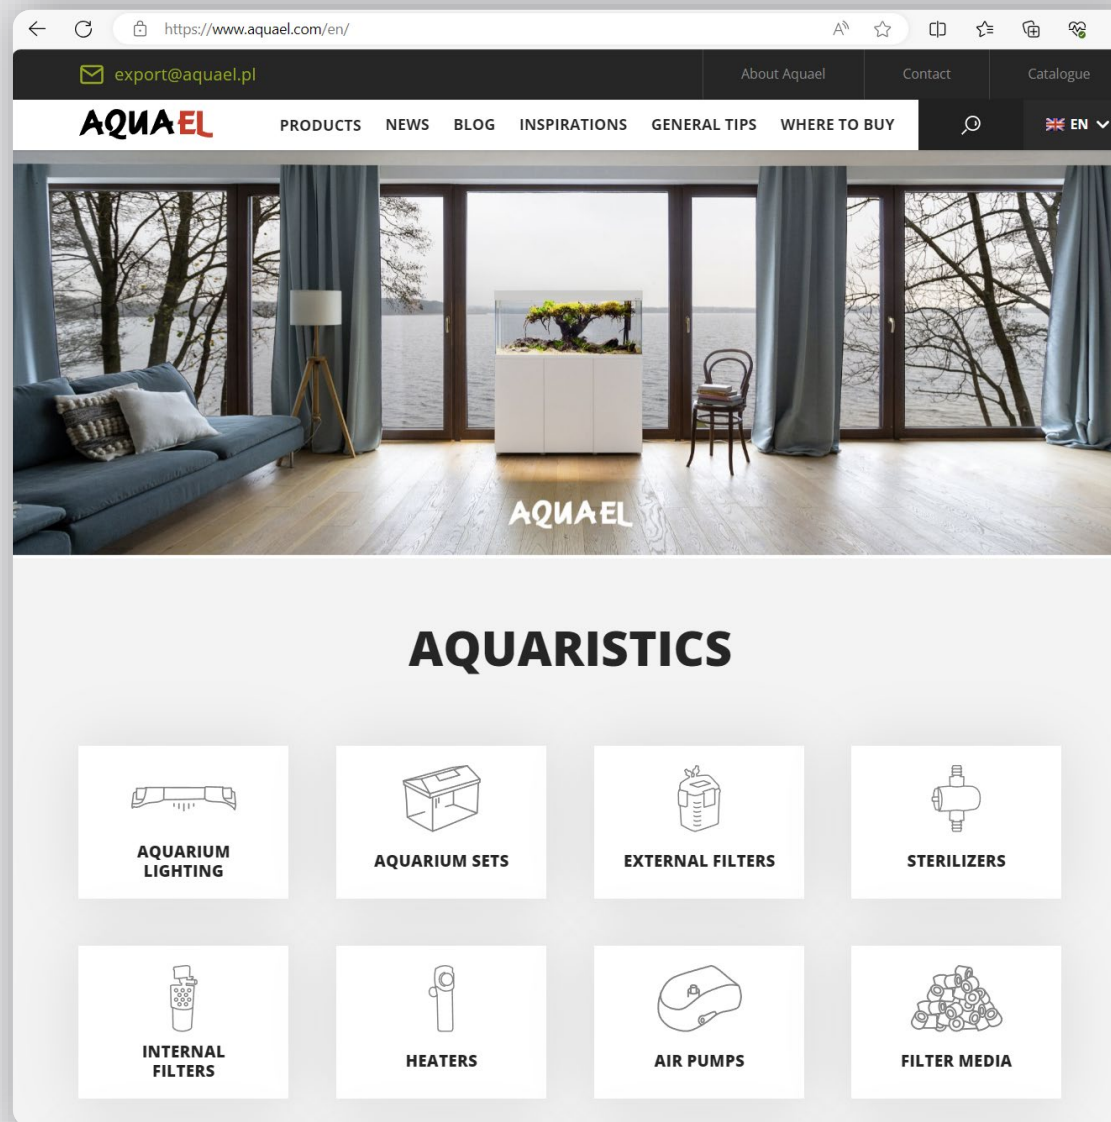 https://www.aquael.com/en/
export@aquael.pl
About Aquael
Contact
Catalogue
AQUAEL
PRODUCTS
NEWS
BLOG
INSPIRATIONS
GENERAL TIPS
WHERE TO BUY
EN
AQUAEL
AQUARISTICS
AQUARIUM
LIGHTING
AQUARIUM SETS
EXTERNAL FILTERS
STERILIZERS
INTERNAL
FILTERS
HEATERS
AIR PUMPS
FILTER MEDIA